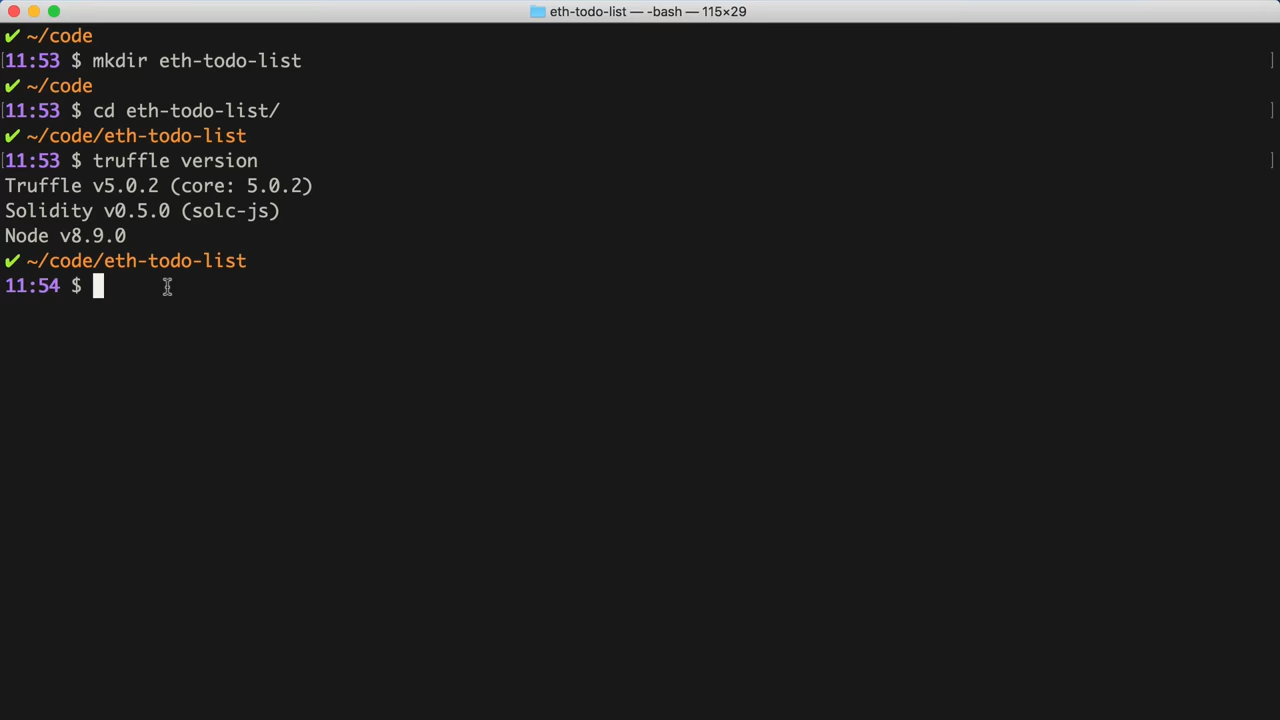 eth-todo-list — -bash — 115×29
✔ ~/code
[11:53 $ mkdir eth-todo-list ]
✔ ~/code
[11:53 $ cd eth-todo-list/ ]
✔ ~/code/eth-todo-list
[11:53 $ truffle version ]
Truffle v5.0.2 (core: 5.0.2)
Solidity v0.5.0 (solc-js)
Node v8.9.0
✔ ~/code/eth-todo-list
11:54 $